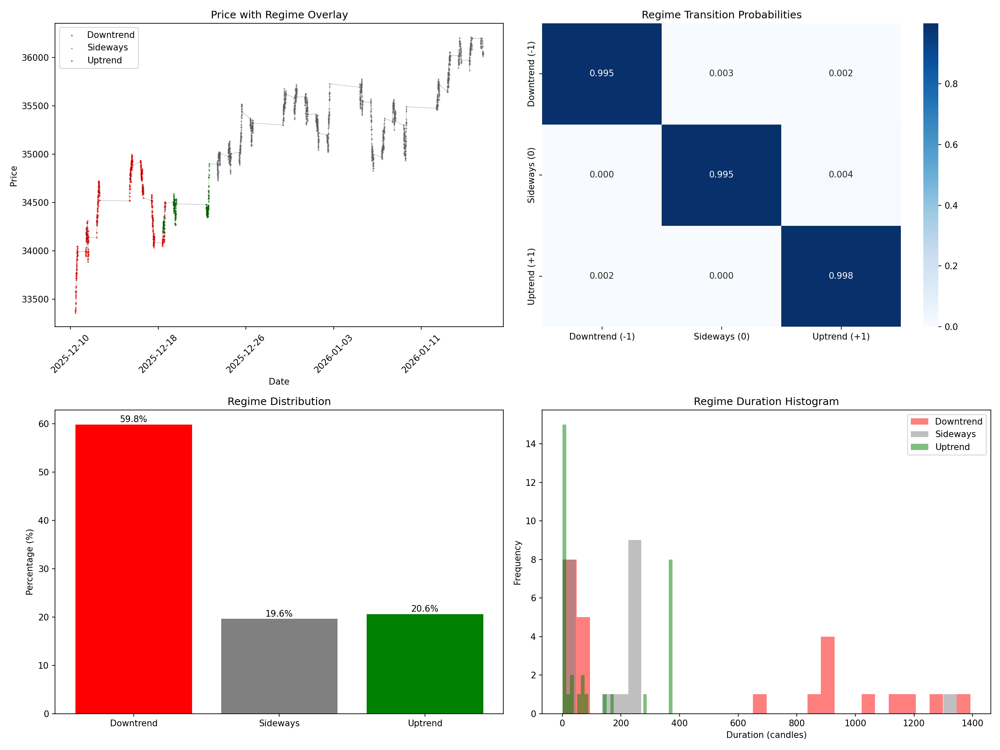 Price with Regime Overlay
Downtrend
Sideways
Uptrend
Price
36000
35500
35000
34500
34000
33500
2025-12-10
2025-12-18
2025-12-26
2026-01-03
2026-01-11
Date
Regime Transition Probabilities
Downtrend (-1)
Sideways (0)
Uptrend (+1)
0.995 0.003 0.002
0.000 0.995 0.004
0.002 0.000 0.998
Downtrend (-1) Sideways (0) Uptrend (+1)
0.8
0.6
0.4
0.2
0.0
Regime Distribution
Percentage (%)
60
50
40
30
20
10
0
59.8%
19.6%
20.6%
Downtrend Sideways Uptrend
Regime Duration Histogram
Downtrend
Sideways
Uptrend
Frequency
14
12
10
8
6
4
2
0
0 200 400 600 800 1000 1200 1400
Duration (candles)